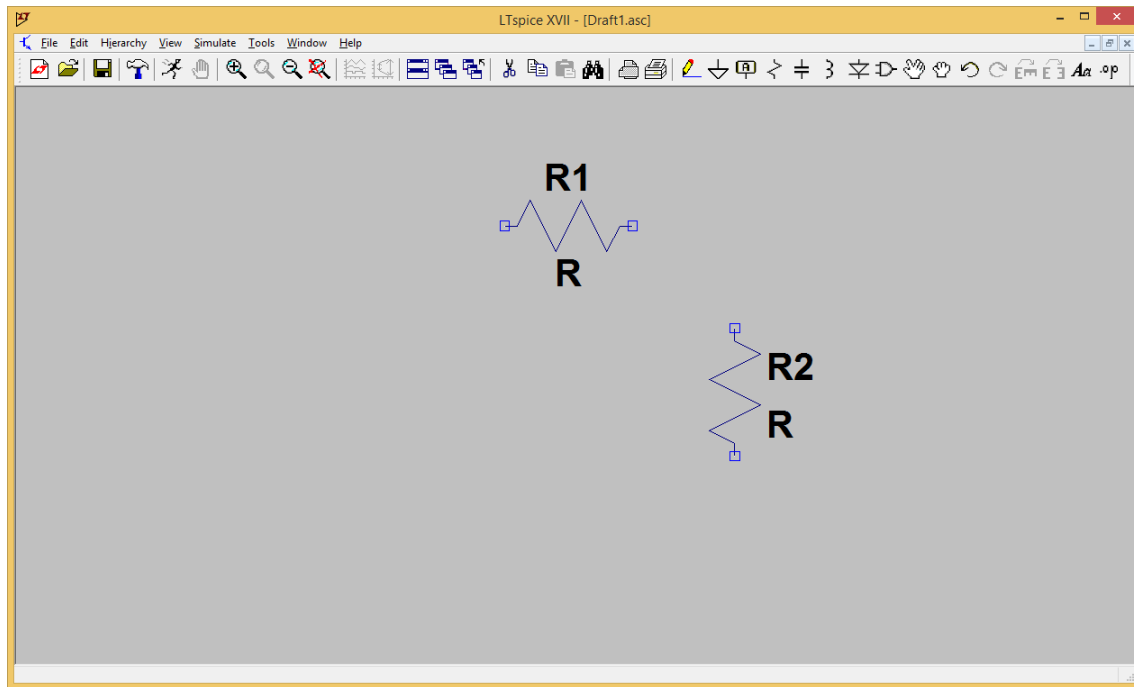 LTspice XVII - [Draft1.asc]
File Edit Hierarchy View Simulate Tools Window Help
A Aa .op
R1
R
R2
R